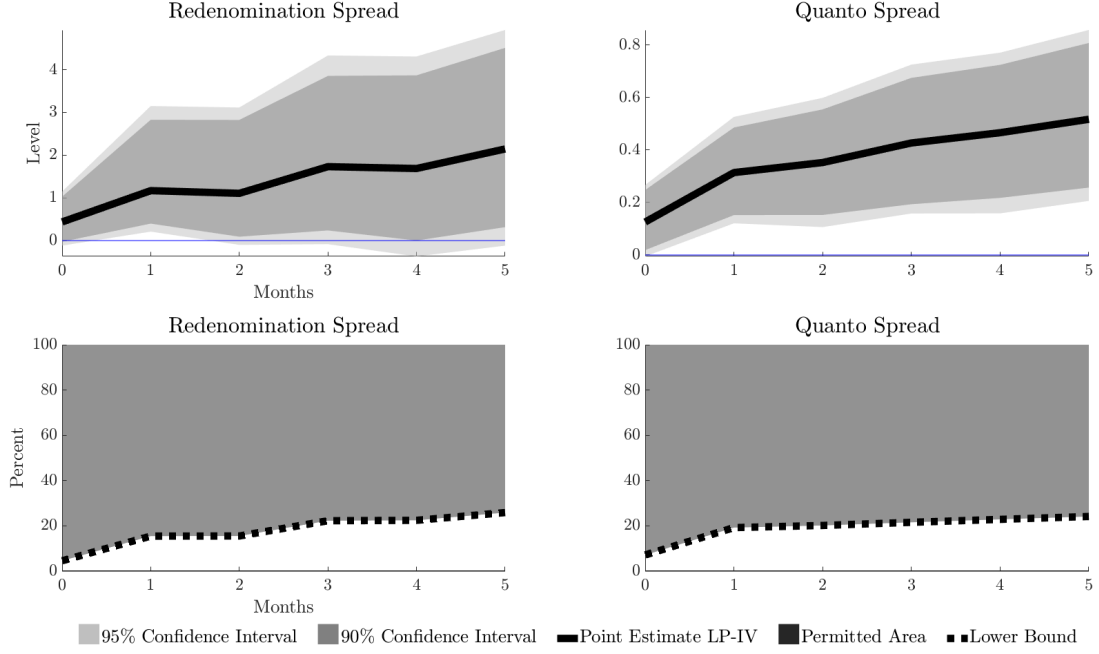 Redenomination Spread
Quanto Spread
4
3
2
1
0
Level
0 1 2 3 4 5
Months
0.8
0.6
0.4
0.2
0
0 1 2 3 4 5
Redenomination Spread
Quanto Spread
100
80
60
40
20
0
Percent
0 1 2 3 4 5
Months
100
80
60
40
20
0
0 1 2 3 4 5
95% Confidence Interval 90% Confidence Interval Point Estimate LP-IV Permitted Area Lower Bound